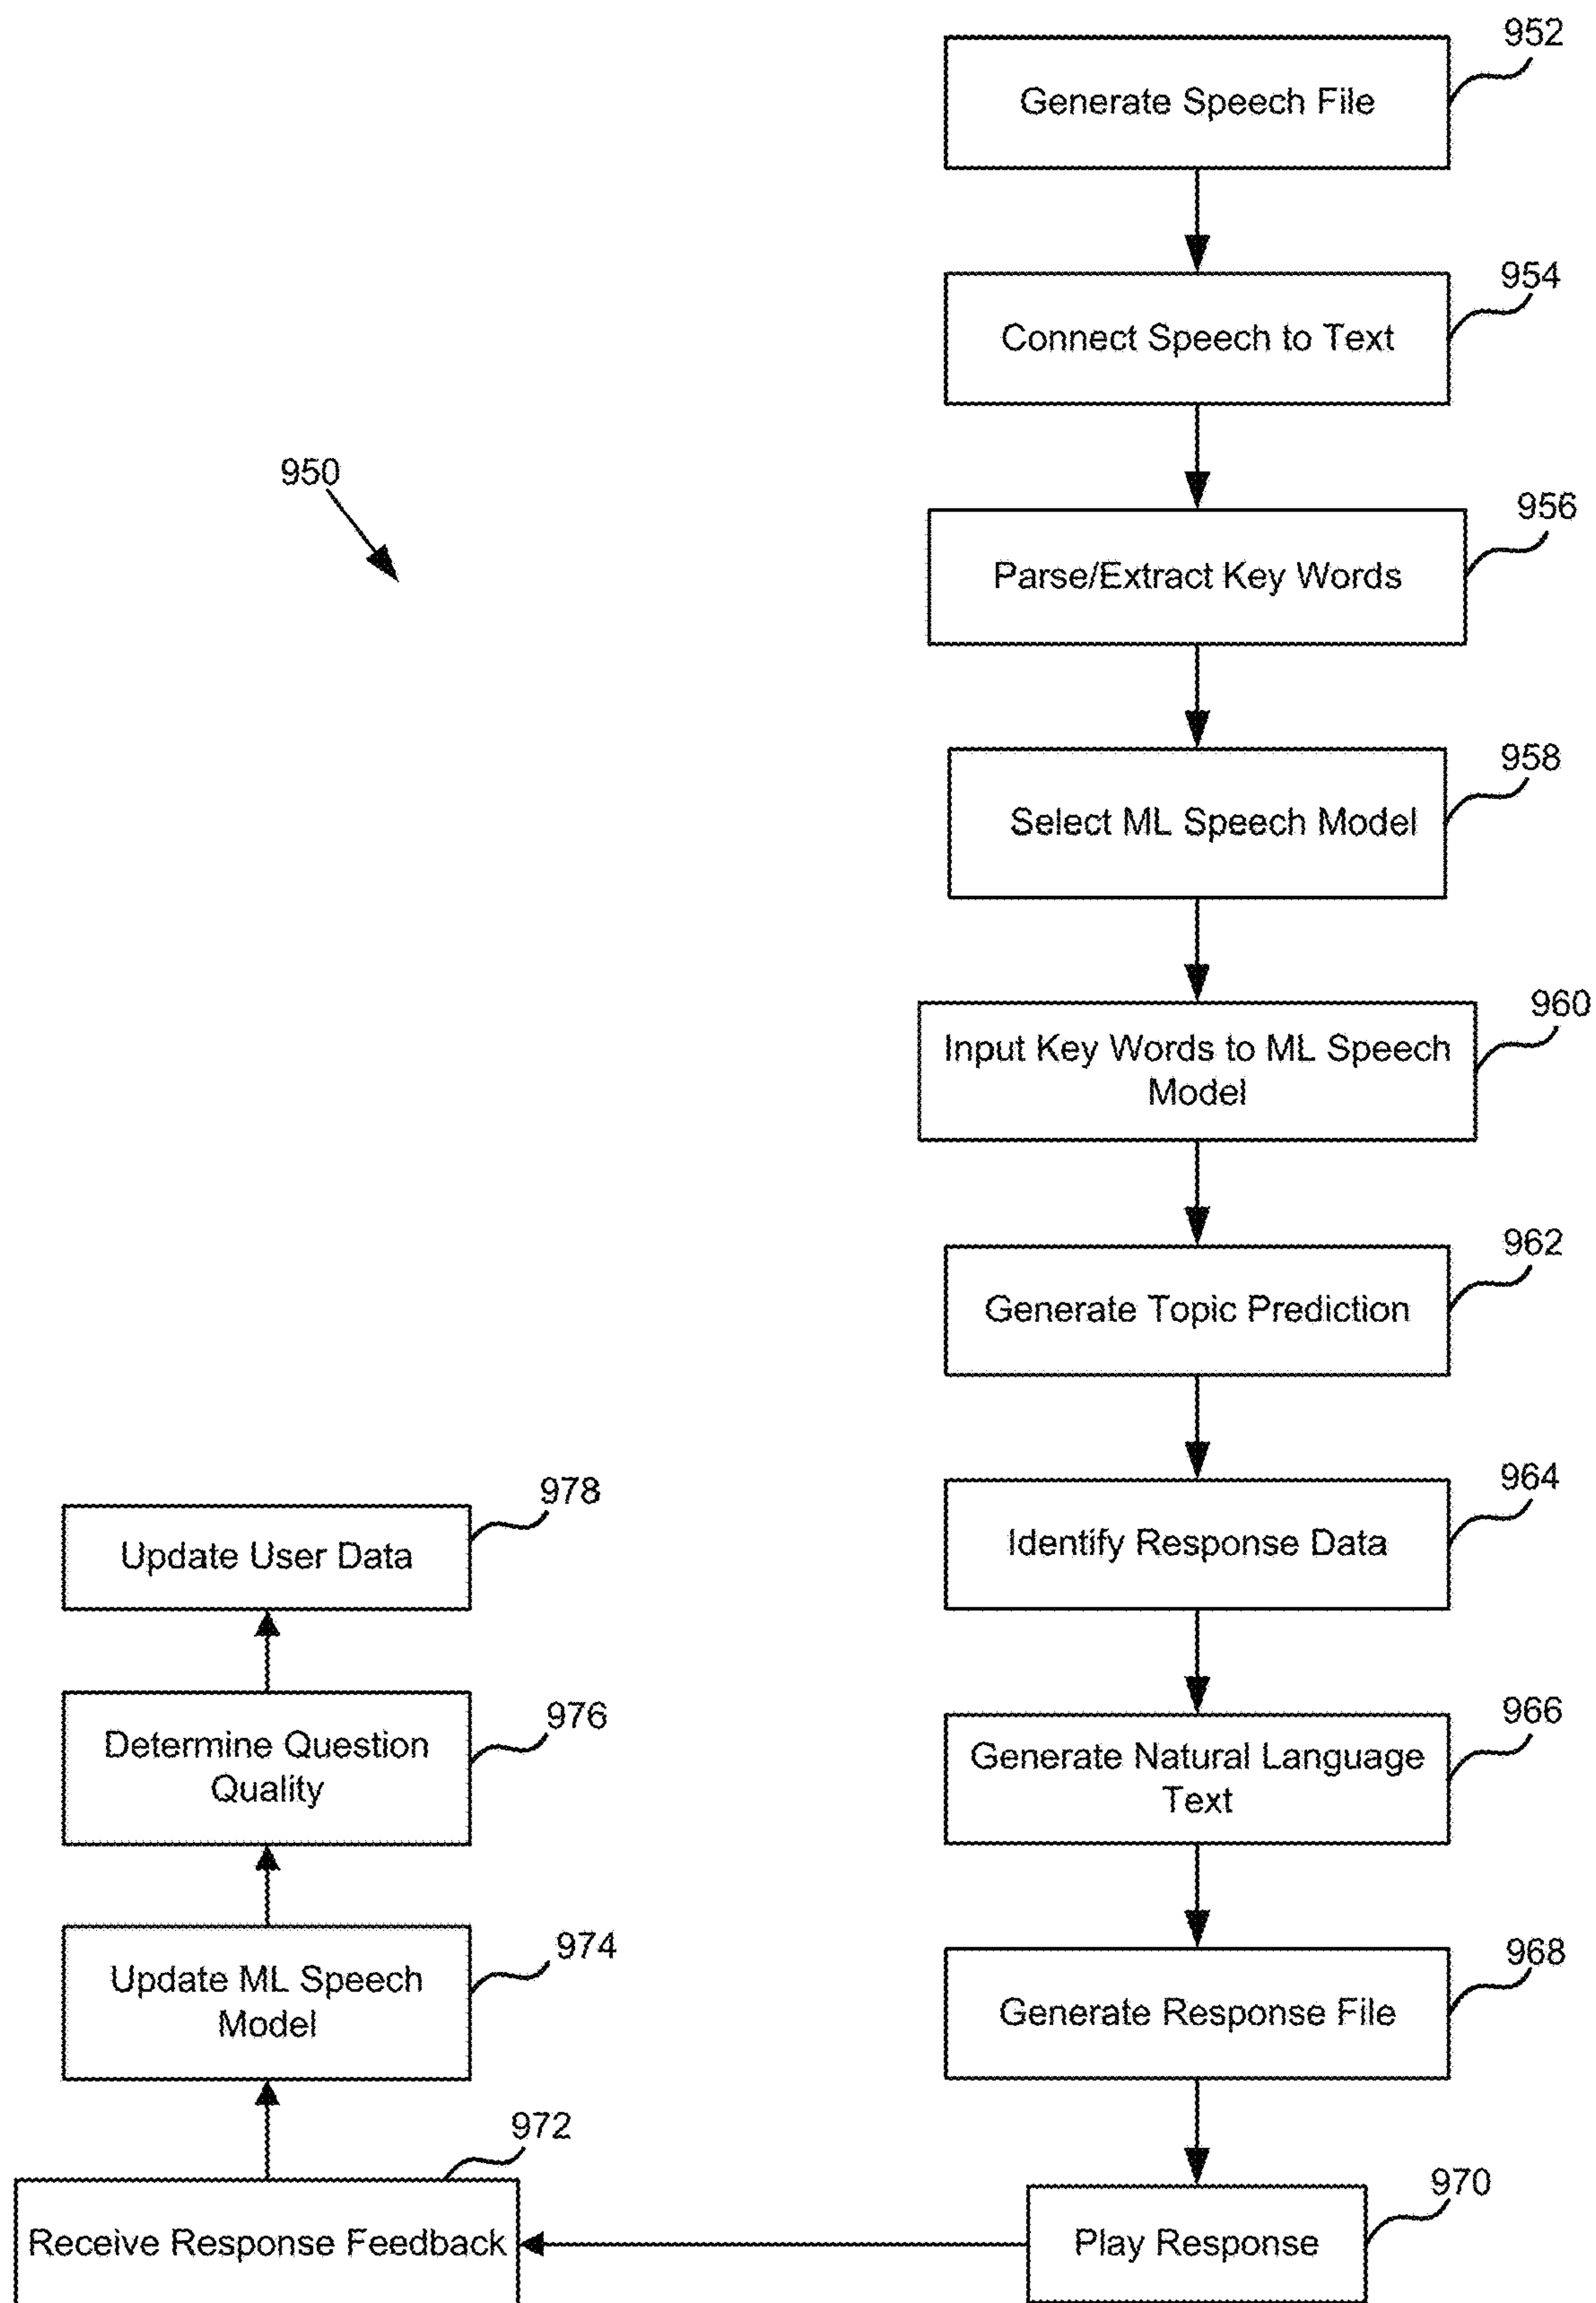 952
Generate Speech File
954
Connect Speech to Text
950
956
Parse/Extract Key Words
958
Select ML Speech Model
960
Input Key Words to ML Speech
Model
962
Generate Topic Prediction
964
Identify Response Data
966
Generate Natural Language
Text
968
Generate Response File
970
Play Response
972
Receive Response Feedback
974
Update ML Speech
Model
976
Determine Question
Quality
978
Update User Data